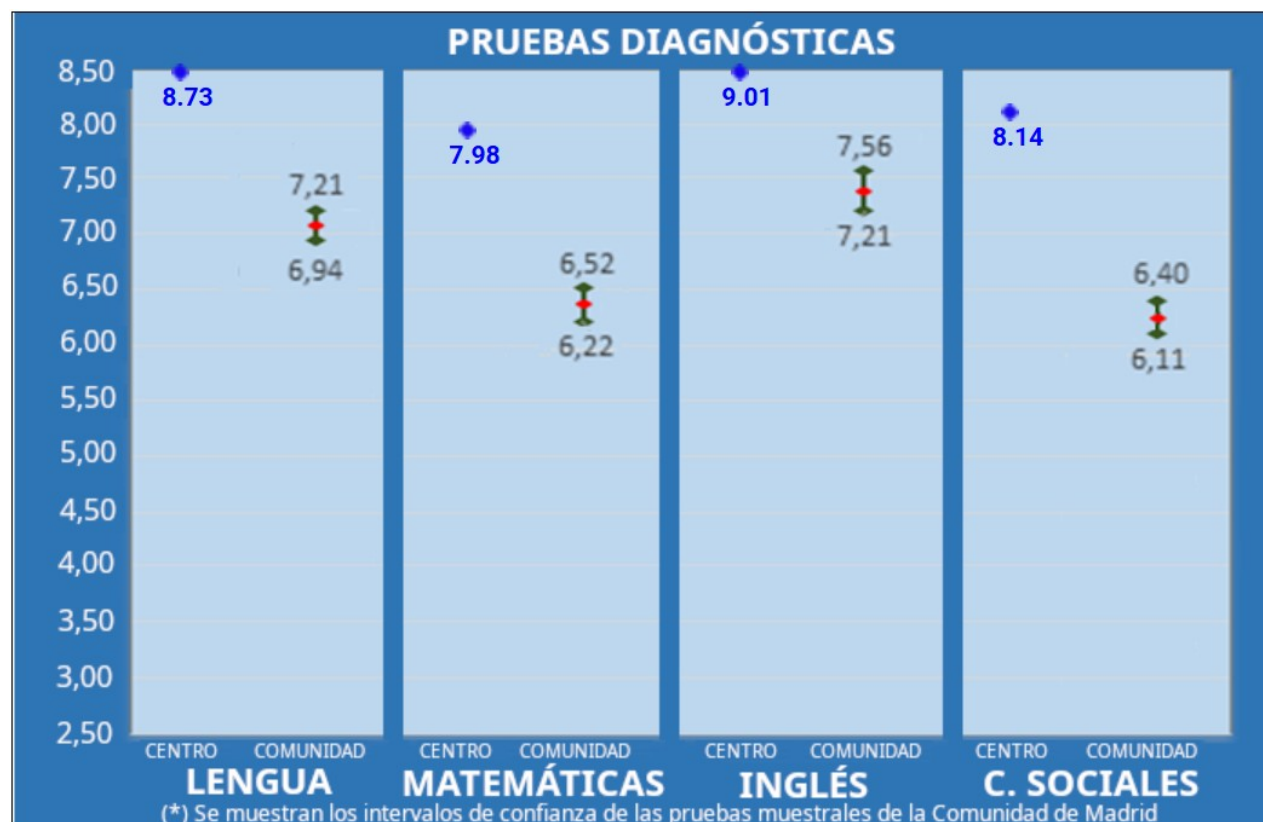 PRUEBAS DIAGNÓSTICAS
8,50
8,00
7,50
7,00
6,50
6,00
5,50
5,00
4,50
4,00
3,50
3,00
2,50
8.73
7,21
6,94
CENTRO COMUNIDAD
LENGUA
7.98
6,52
6,22
CENTRO COMUNIDAD
MATEMÁTICAS
9.01
7,56
7,21
CENTRO COMUNIDAD
INGLÉS
8.14
6,40
6,11
CENTRO COMUNIDAD
C. SOCIALES
(*) Se muestran los intervalos de confianza de las pruebas muestrales de la Comunidad de Madrid